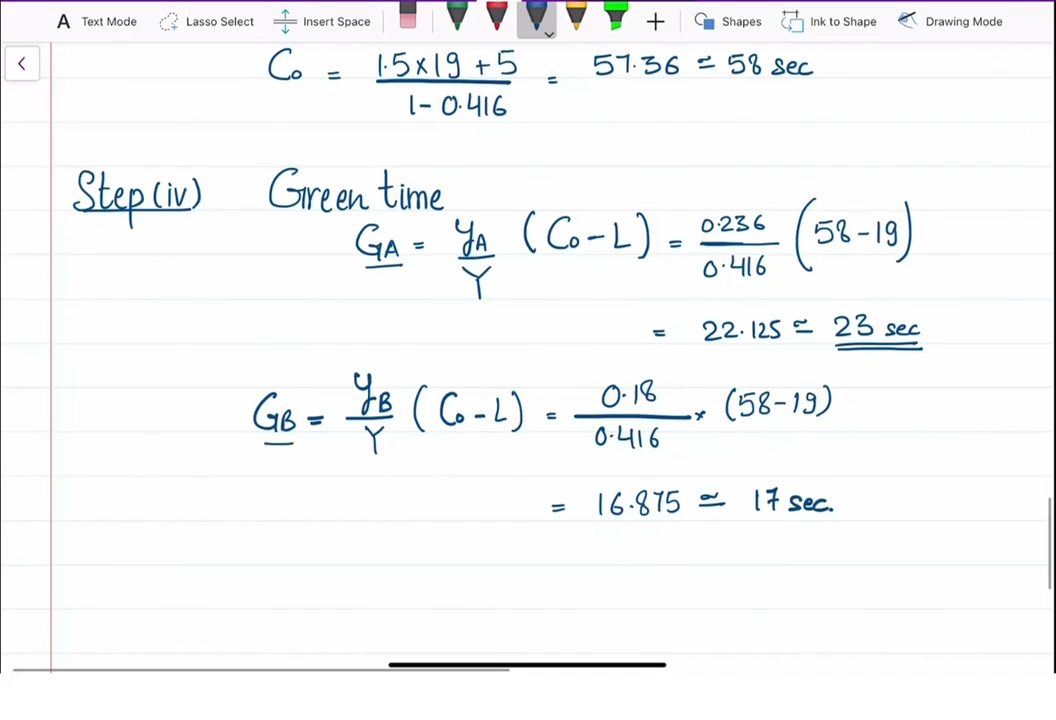 Text Mode Lasso Select Insert Space Shapes Ink to Shape Drawing Mode
C₀ = (1.5×19 + 5)/(1 - 0.416) = 57.36 ≃ 58 sec
Step (iv) Green time
G_A = y_A/Y (C₀ - L) = 0.236/0.416 (58 - 19)
= 22.125 ≃ 23 sec
G_B = y_B/Y (C₀ - L) = 0.18/0.416 × (58 - 19)
= 16.875 ≃ 17 sec.